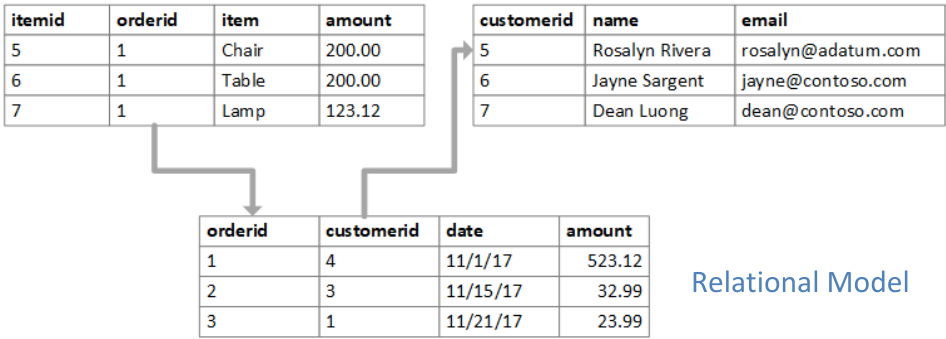 itemid orderid item amount
5 1 Chair 200.00
6 1 Table 200.00
7 1 Lamp 123.12
customerid name email
5 Rosalyn Rivera rosalyn@adatum.com
6 Jayne Sargent jayne@contoso.com
7 Dean Luong dean@contoso.com
orderid customerid date amount
1 4 11/1/17 523.12
2 3 11/15/17 32.99
3 1 11/21/17 23.99
Relational Model